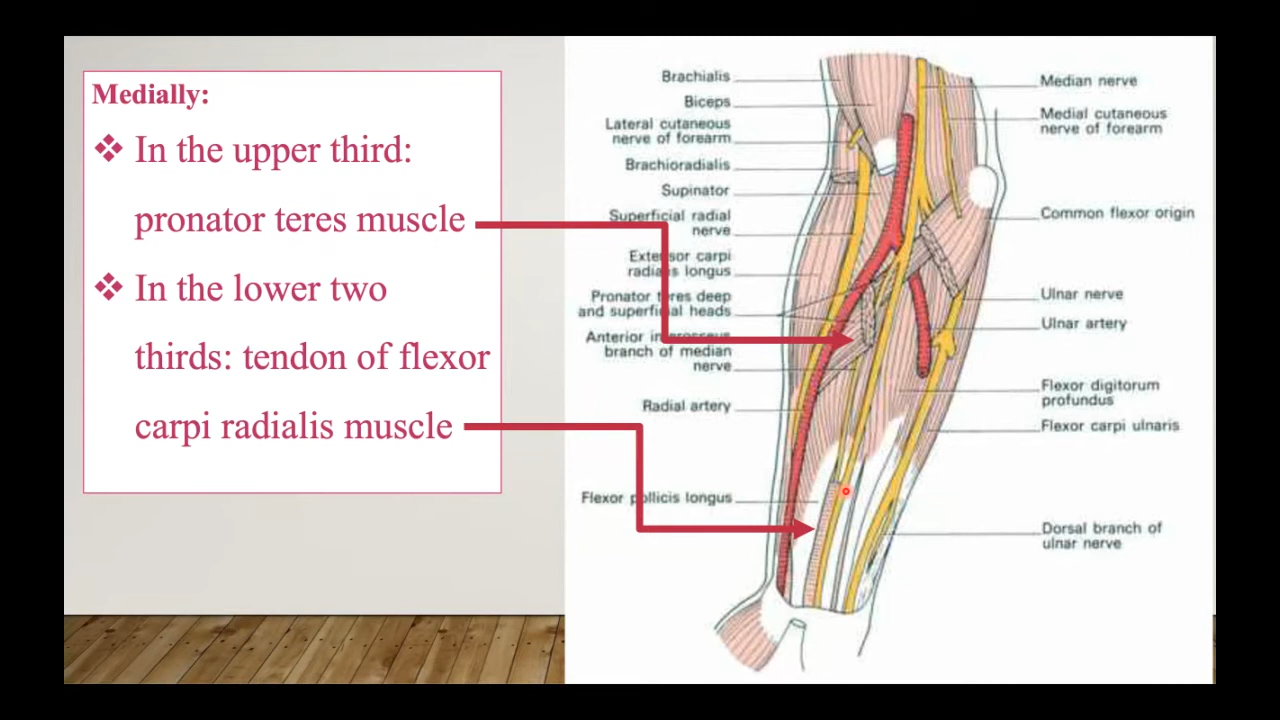 Medially:
❖ In the upper third:
pronator teres muscle
❖ In the lower two
thirds: tendon of flexor
carpi radialis muscle
Brachialis
Biceps
Lateral cutaneous
nerve of forearm
Brachioradialis
Supinator
Superficial radial
nerve
Extensor carpi
radialis longus
Pronator teres deep
and superficial heads
Anterior interosseus
branch of median
nerve
Radial artery
Flexor pollicis longus
Median nerve
Medial cutaneous
nerve of forearm
Common flexor origin
Ulnar nerve
Ulnar artery
Flexor digitorum
profundus
Flexor carpi ulnaris
Dorsal branch of
ulnar nerve